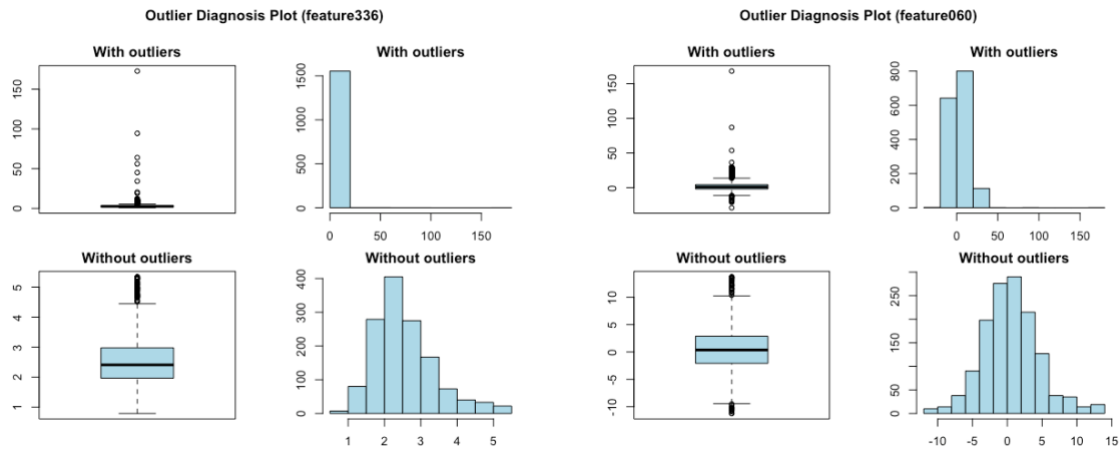 Outlier Diagnosis Plot (feature336)
With outliers
150
100
50
0
With outliers
1500
1000
500
0
0 50 100 150
Without outliers
5
4
3
2
1
Without outliers
400
300
200
100
0
1 2 3 4 5
Outlier Diagnosis Plot (feature060)
With outliers
150
100
50
0
With outliers
800
600
400
200
0
0 50 100 150
Without outliers
10
5
0
-5
-10
Without outliers
250
150
50
0
-10 -5 0 5 10 15